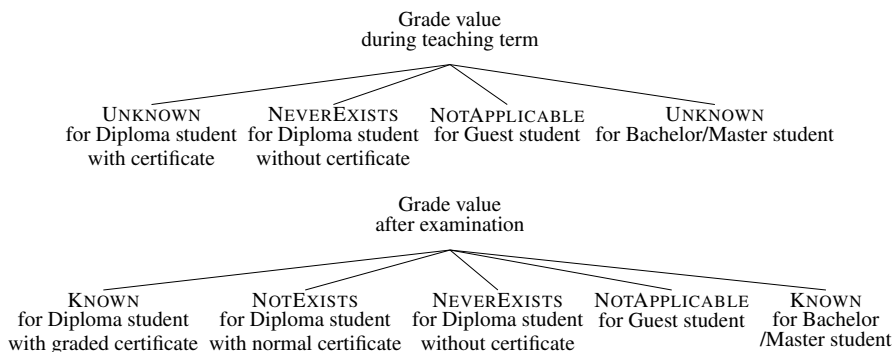 Grade value
during teaching term
UNKNOWN NEVEREXISTS NOTAPPLICABLE UNKNOWN
for Diploma student for Diploma student for Guest student for Bachelor/Master student
with certificate without certificate
Grade value
after examination
KNOWN NOTEXISTS NEVEREXISTS NOTAPPLICABLE KNOWN
for Diploma student for Diploma student for Diploma student for Guest student for Bachelor
with graded certificate with normal certificate without certificate /Master student